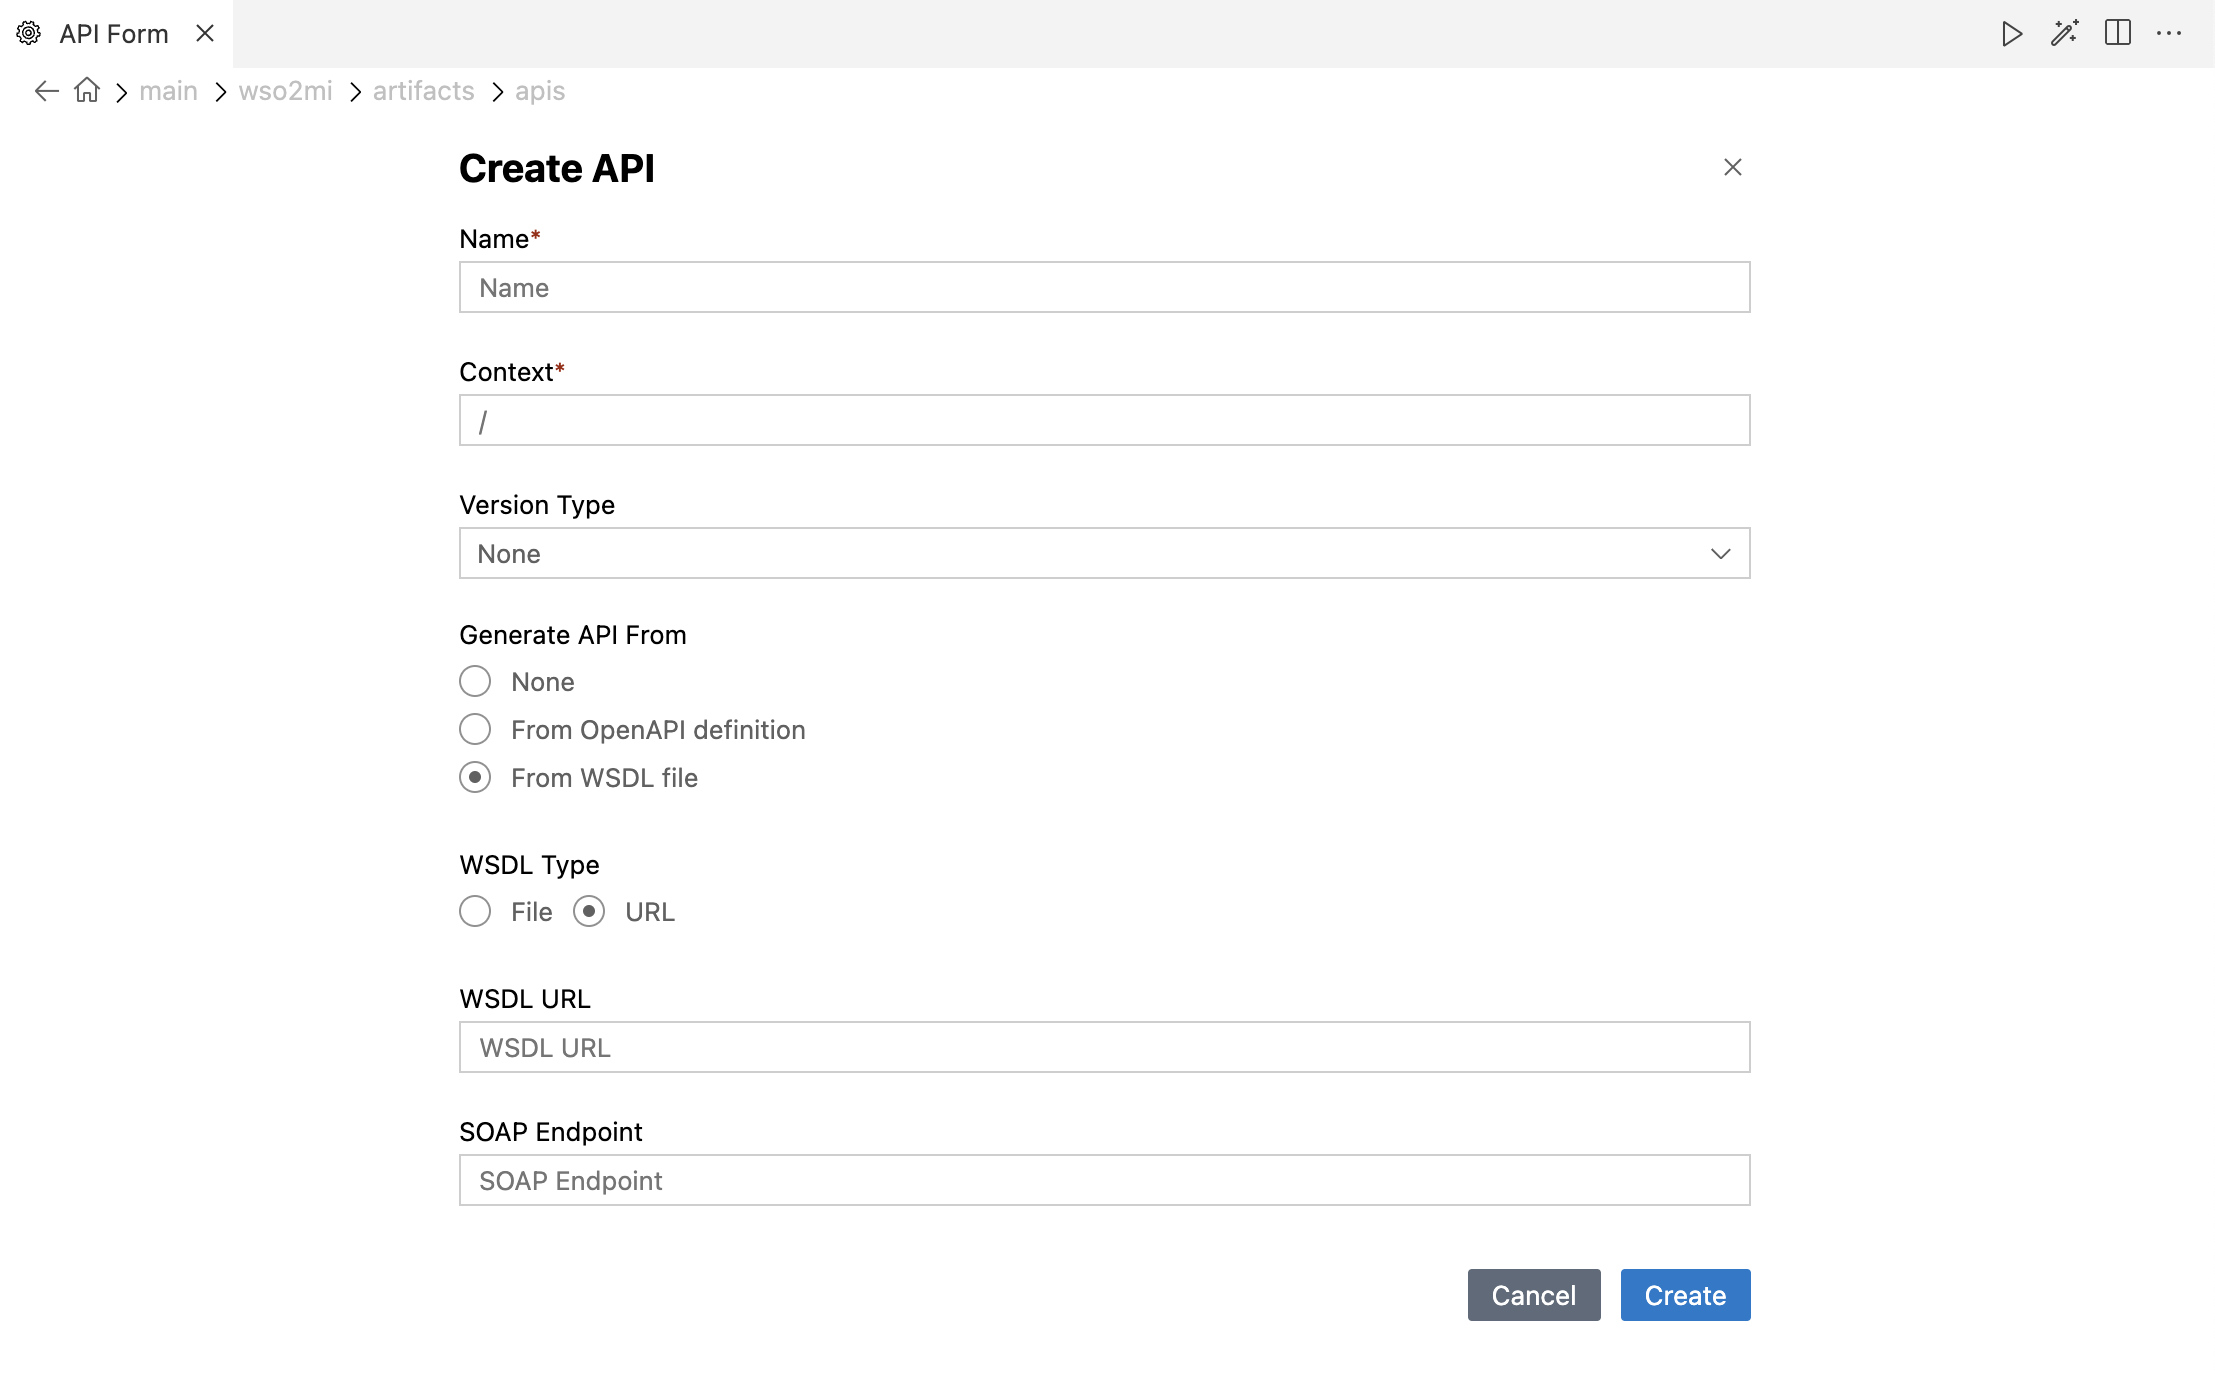 API Form
main wso2mi artifacts apis
Create API
Name*
Name
Context*
/
Version Type
None
Generate API From
None
From OpenAPI definition
From WSDL file
WSDL Type
File URL
WSDL URL
WSDL URL
SOAP Endpoint
SOAP Endpoint
Cancel Create